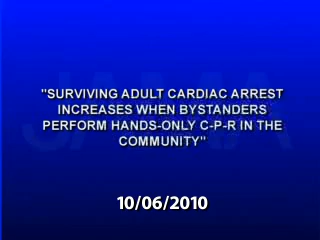 "SURVIVING ADULT CARDIAC ARREST
INCREASES WHEN BYSTANDERS
PERFORM HANDS-ONLY C-P-R IN THE
COMMUNITY"
10/06/2010